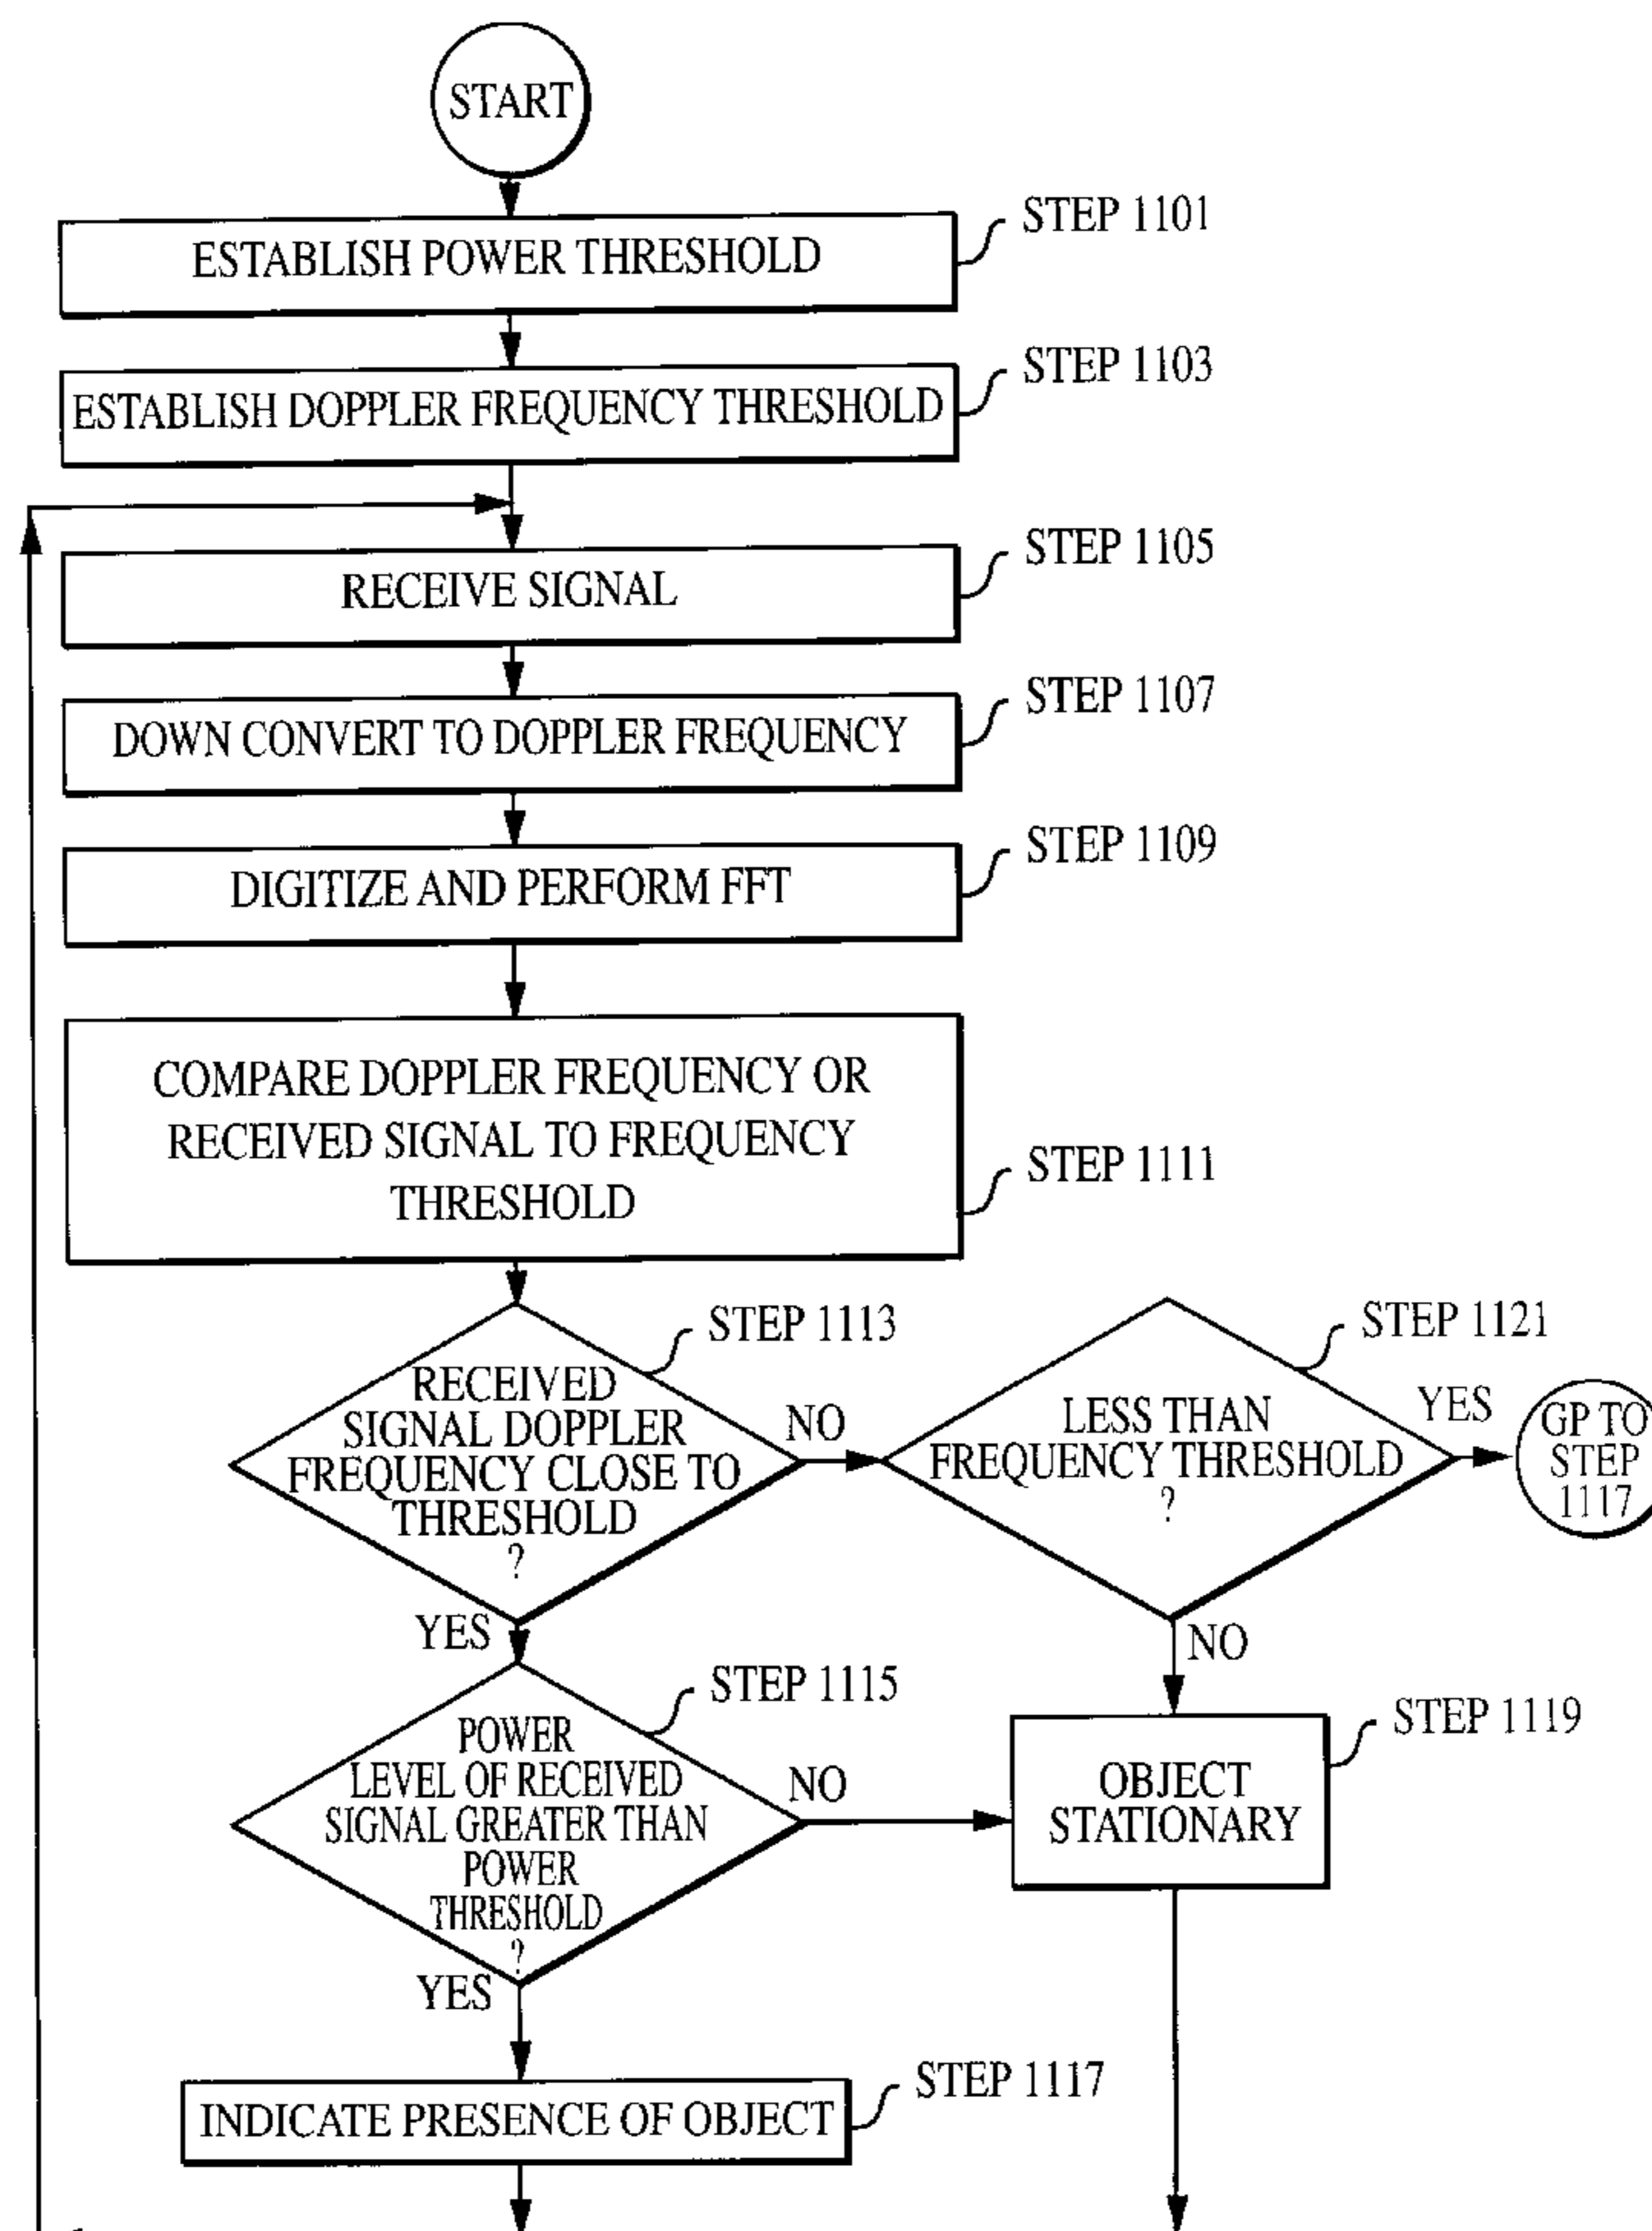 START
ESTABLISH POWER THRESHOLD
STEP 1101
ESTABLISH DOPPLER FREQUENCY THRESHOLD
STEP 1103
RECEIVE SIGNAL
STEP 1105
DOWN CONVERT TO DOPPLER FREQUENCY
STEP 1107
DIGITIZE AND PERFORM FFT
STEP 1109
COMPARE DOPPLER FREQUENCY OR
RECEIVED SIGNAL TO FREQUENCY
THRESHOLD
STEP 1111
RECEIVED
SIGNAL DOPPLER
FREQUENCY CLOSE TO
THRESHOLD
?
STEP 1113
NO
YES
LESS THAN
FREQUENCY THRESHOLD
?
STEP 1121
YES
GP TO
STEP
1117
NO
POWER
LEVEL OF RECEIVED
SIGNAL GREATER THAN
POWER
THRESHOLD
?
STEP 1115
NO
YES
OBJECT
STATIONARY
STEP 1119
INDICATE PRESENCE OF OBJECT
STEP 1117